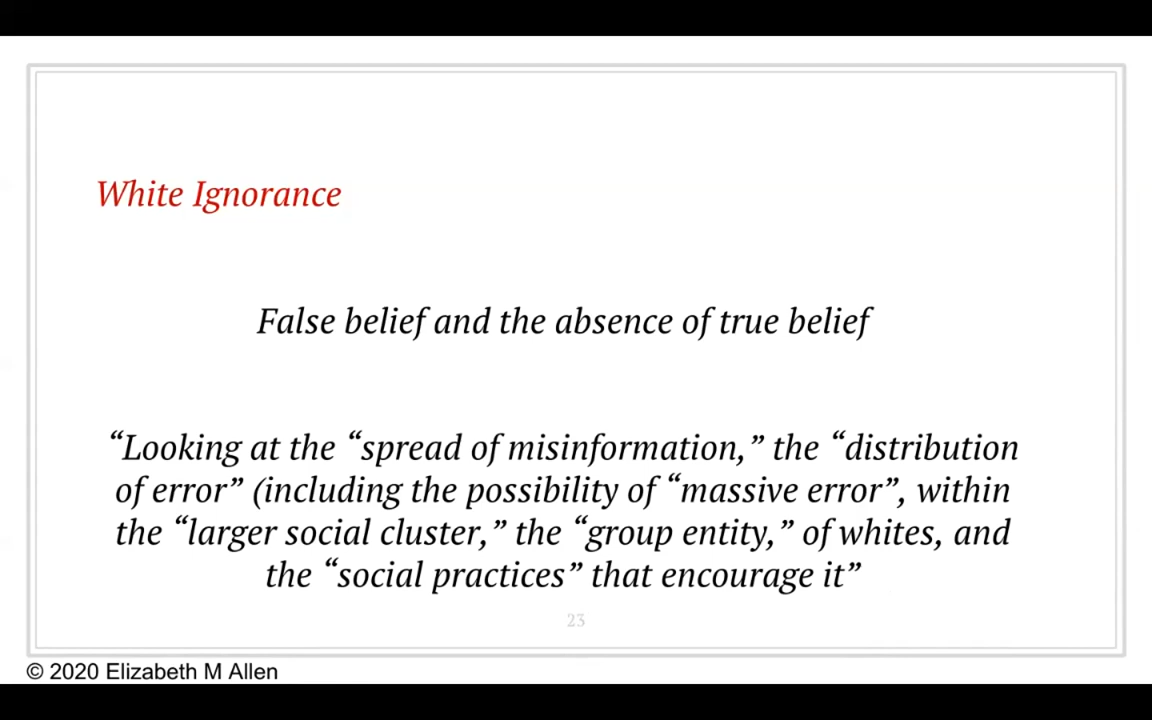 White Ignorance
False belief and the absence of true belief
“Looking at the “spread of misinformation,” the “distribution
of error” (including the possibility of “massive error”, within
the “larger social cluster,” the “group entity,” of whites, and
the “social practices” that encourage it”
23
© 2020 Elizabeth M Allen